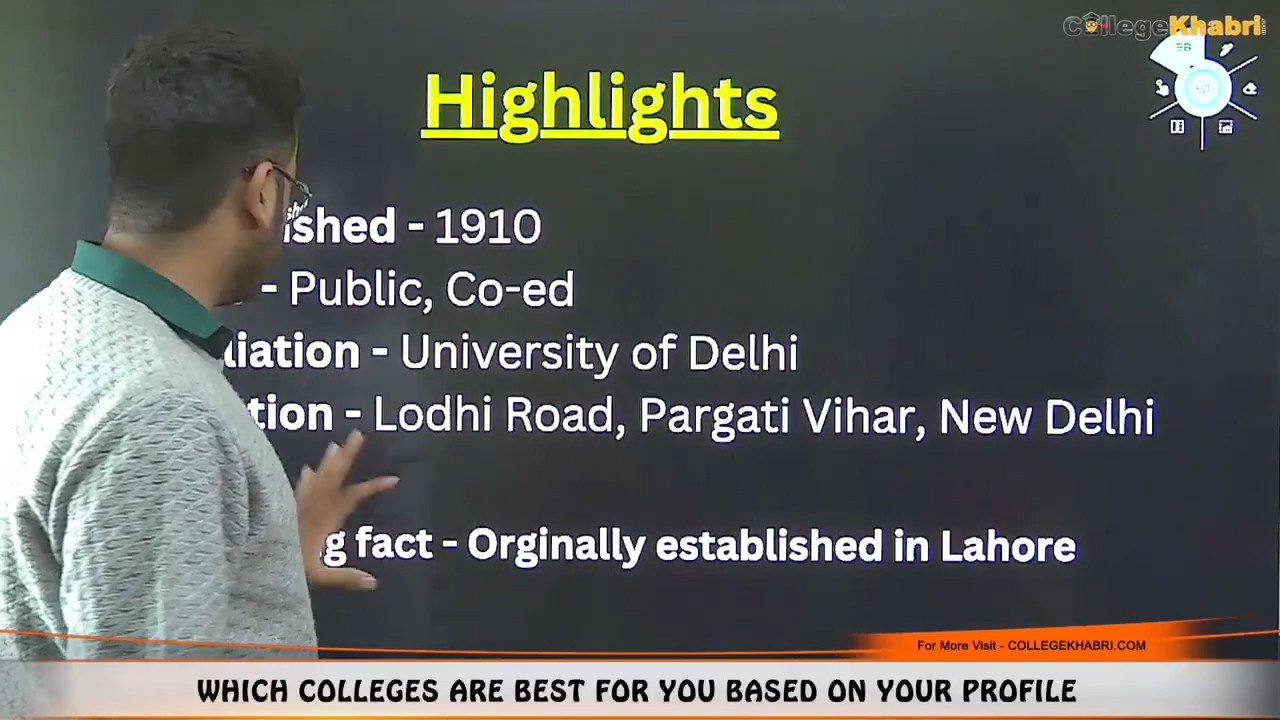 CollegeKhabri
Highlights
ished - 1910
- Public, Co-ed
liation - University of Delhi
tion - Lodhi Road, Pargati Vihar, New Delhi
g fact - Orginally established in Lahore
For More Visit - COLLEGEKHABRI.COM
WHICH COLLEGES ARE BEST FOR YOU BASED ON YOUR PROFILE